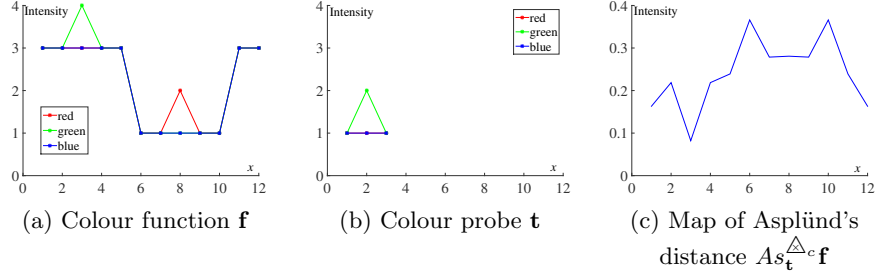 4
Intensity
3
2
1
0
0 2 4 6 8 10 12
x
red
green
blue
(a) Colour function f
4
Intensity
3
2
1
0
0 2 4 6 8 10 12
x
red
green
blue
(b) Colour probe t
0.4
Intensity
0.3
0.2
0.1
0
0 2 4 6 8 10 12
x
(c) Map of Asplünd's
distance As_t^{⨻_c} f